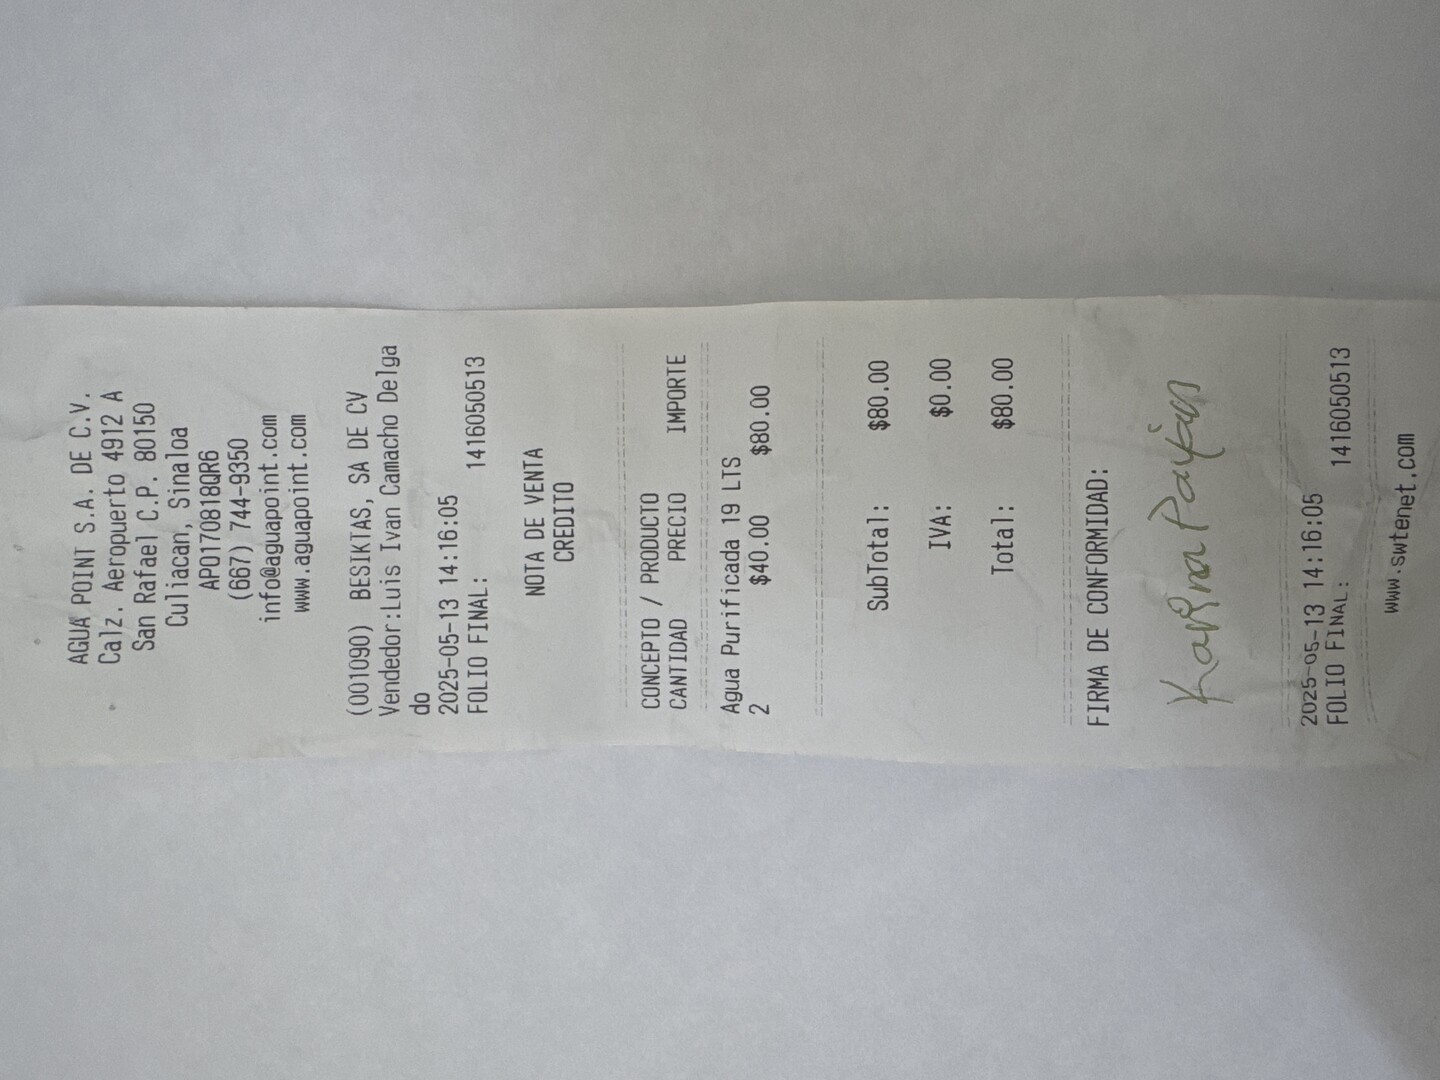 AGUA POINT S.A. DE C.V.
Calz. Aeropuerto 4912 A
San Rafael C.P. 80150
Culiacan, Sinaloa
APO170818QR6
(667) 744-9350
info@aguapoint.com
www.aguapoint.com
(001090) BESIKTAS, SA DE CV
Vendedor:Luis Ivan Camacho Delga
do
2025-05-13 14:16:05
FOLIO FINAL: 1416050513
NOTA DE VENTA
CREDITO
CONCEPTO / PRODUCTO
CANTIDAD PRECIO IMPORTE
Agua Purificada 19 LTS
2 $40.00 $80.00
SubTotal: $80.00
IVA: $0.00
Total: $80.00
FIRMA DE CONFORMIDAD:
Karina Payan
2025-05-13 14:16:05
FOLIO FINAL: 1416050513
www.swtenet.com